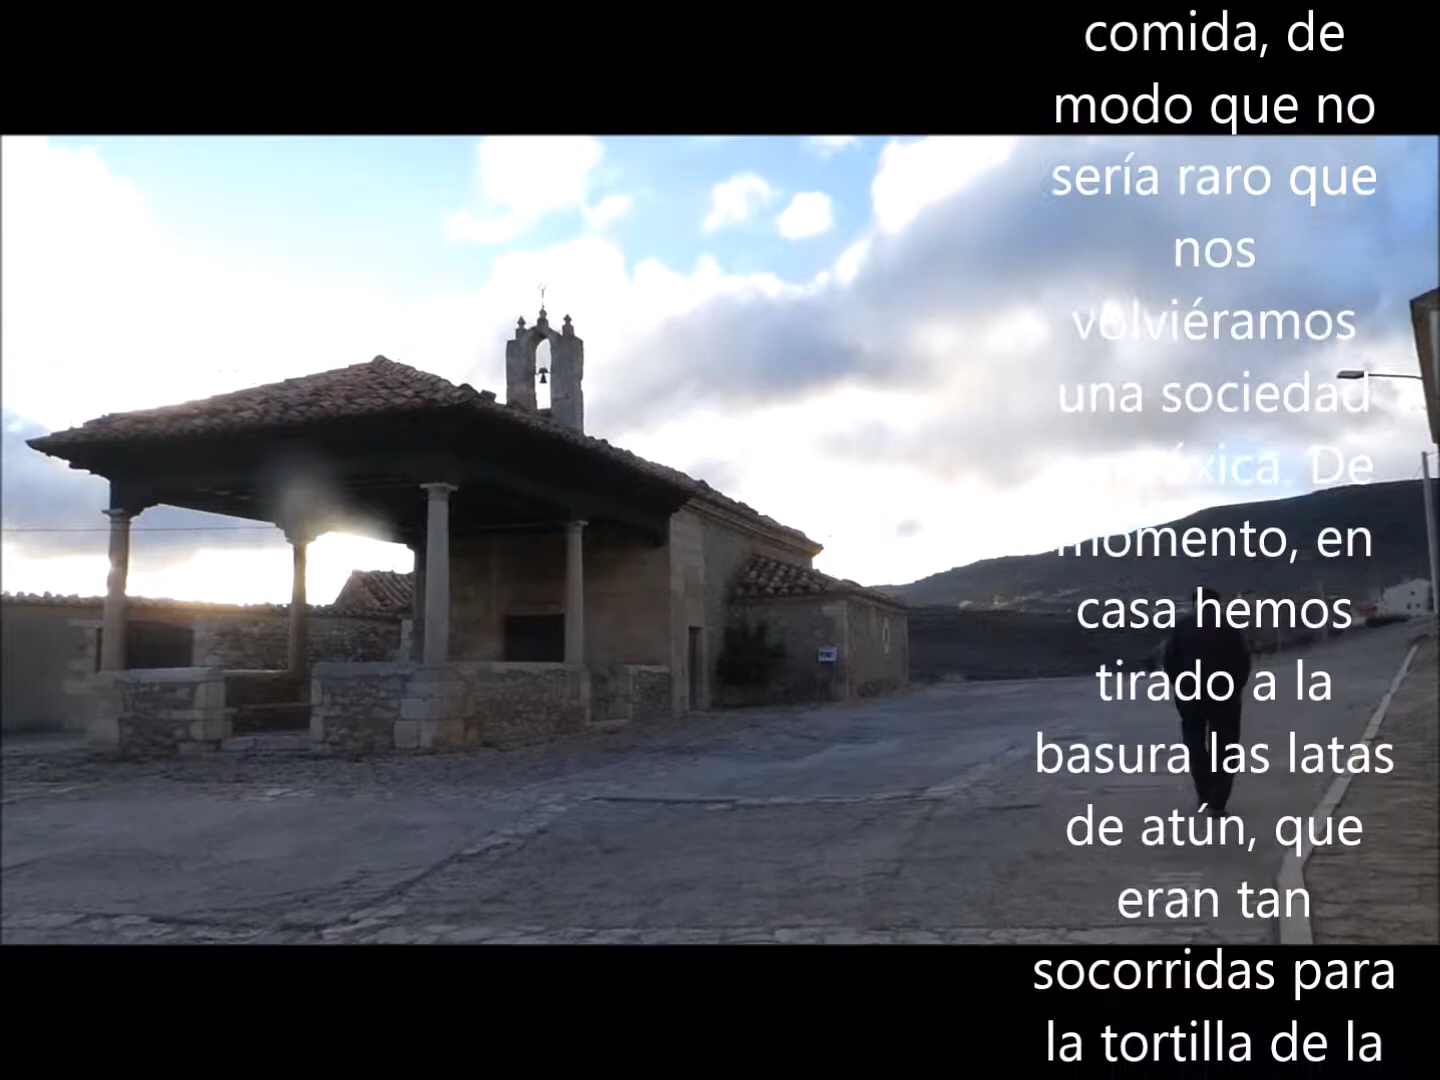 comida, de
modo que no
sería raro que
nos
volviéramos
una sociedad
De
momento, en
casa hemos
tirado a la
basura las latas
de atún, que
eran tan
socorridas para
la tortilla de la